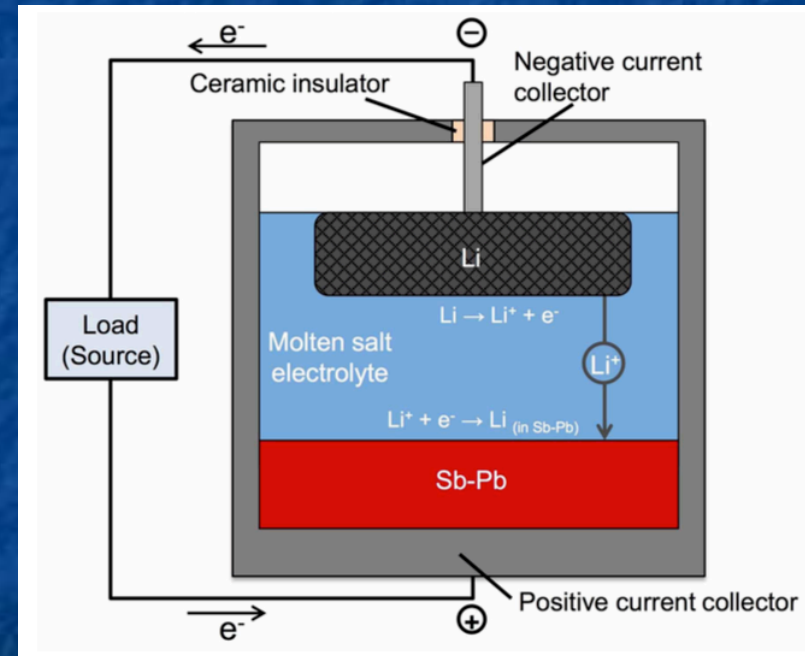 e⁻
⊖
Ceramic insulator
Negative current
collector
Li
Li → Li⁺ + e⁻
Load
(Source)
Molten salt
electrolyte
Li⁺
Li⁺ + e⁻ → Li (in Sb-Pb)
Sb-Pb
Positive current collector
e⁻
⊕